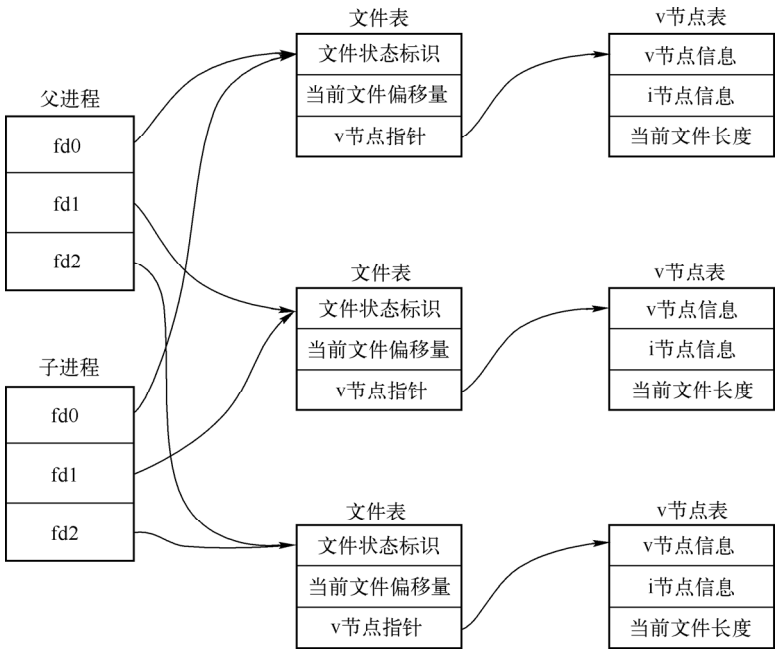 文件表
v节点表
文件状态标识
当前文件偏移量
v节点指针
v节点信息
i节点信息
当前文件长度
父进程
fd0
fd1
fd2
文件表
v节点表
文件状态标识
当前文件偏移量
v节点指针
v节点信息
i节点信息
当前文件长度
子进程
fd0
fd1
fd2
文件表
v节点表
文件状态标识
当前文件偏移量
v节点指针
v节点信息
i节点信息
当前文件长度